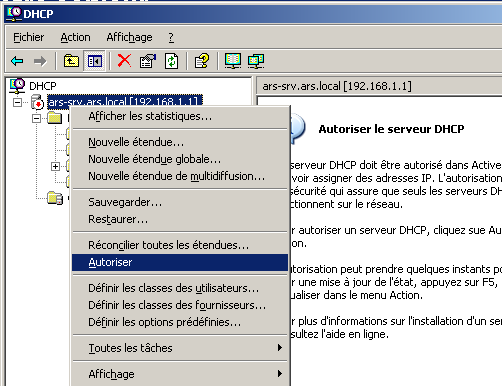 DHCP
Fichier Action Affichage ?
DHCP
ars-srv.ars.local [192.168.1.1]
ars-srv.ars.local [192.168.1.1]
Afficher les statistiques...
Nouvelle étendue...
Nouvelle étendue globale...
Nouvelle étendue de multidiffusion...
Sauvegarder...
Restaurer...
Réconcilier toutes les étendues...
Autoriser
Définir les classes des utilisateurs...
Définir les classes des fournisseurs...
Définir les options prédéfinies...
Toutes les tâches
Affichage
Autoriser le serveur DHCP
serveur DHCP doit être autorisé dans Active
voir assigner des adresses IP. L'autorisation
sécurité qui assure que seuls les serveurs DH
ctionnent sur le réseau.
r autoriser un serveur DHCP, cliquez sue Au
on.
torisation peut prendre quelques instants po
r une mise à jour de l'état, appuyez sur F5,
ualiser dans le menu Action.
r plus d'informations sur l'installation d'un se
sultez l'aide en ligne.